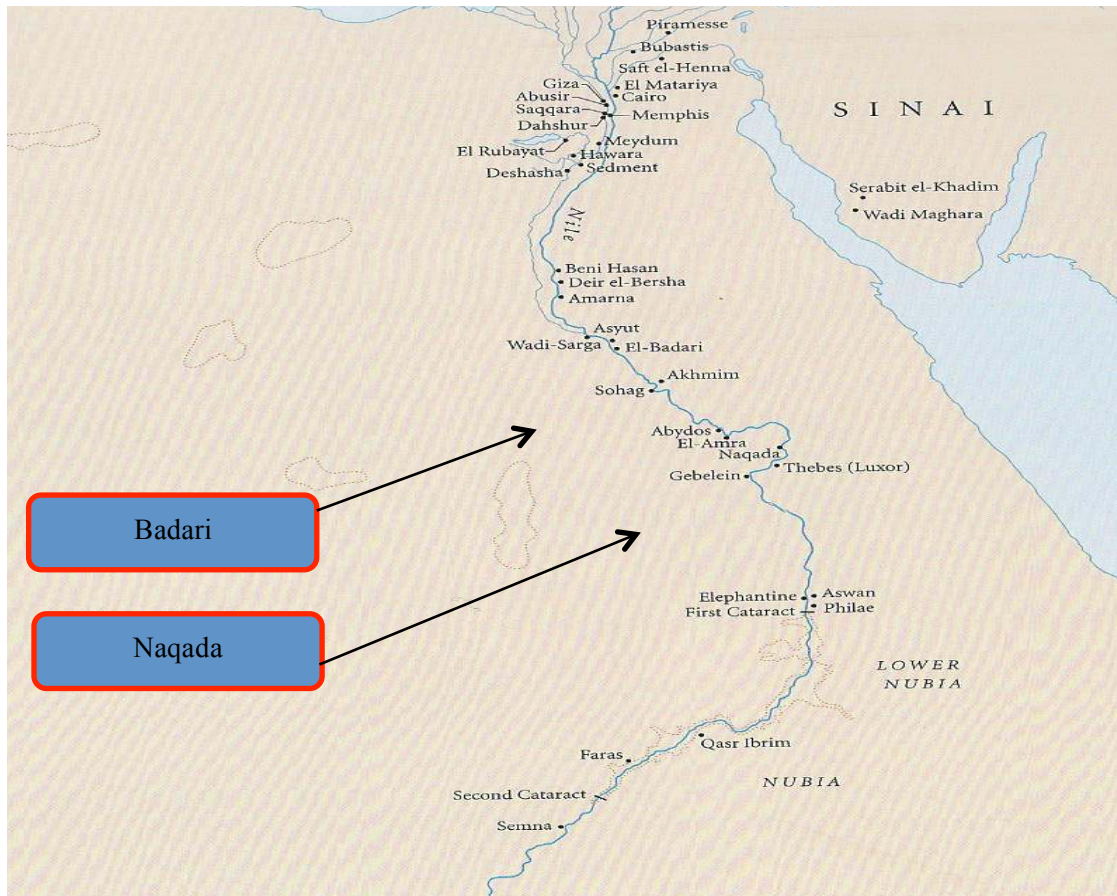 Piramesse
Bubastis
Saft el-Henna
Giza
El Matariya
Abusir
Cairo
Saqqara
Memphis
Dahshur
SINAI
El Rubayat
Meydum
Hawara
Deshasha
Sedment
Serabit el-Khadim
Wadi Maghara
Nile
Beni Hasan
Deir el-Bersha
Amarna
Asyut
Wadi-Sarga
El-Badari
Akhmim
Sohag
Abydos
El-Amra
Naqada
Thebes (Luxor)
Gebelein
Badari
Naqada
Elephantine
Aswan
First Cataract
Philae
LOWER
NUBIA
Qasr Ibrim
Faras
NUBIA
Second Cataract
Semna